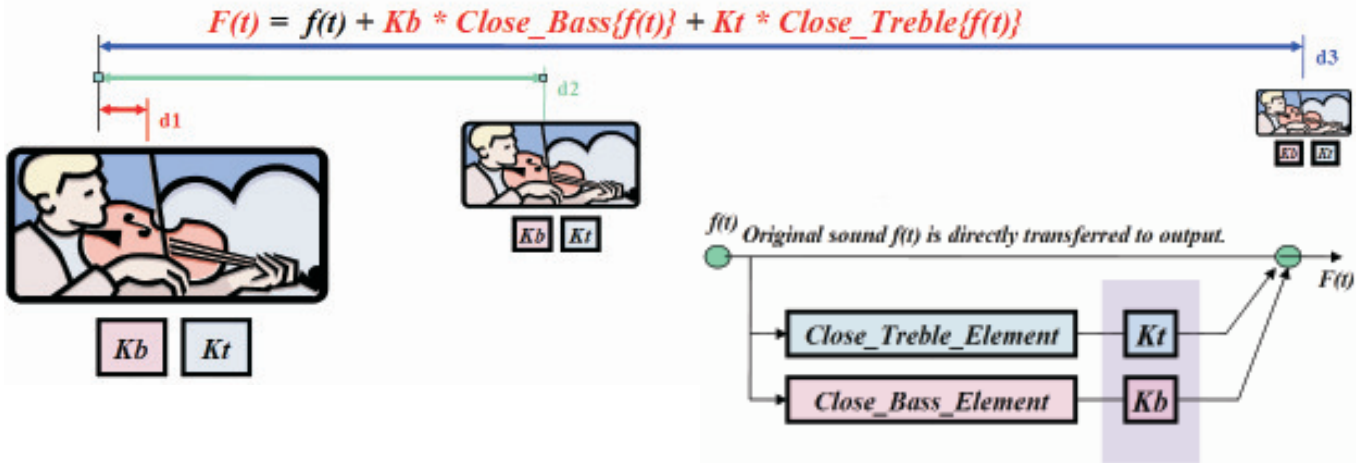 F(t) = f(t) + Kb * Close_Bass{f(t)} + Kt * Close_Treble{f(t)}
d3
d2
d1
Kb Kt
Kb Kt
Kb Kt
f(t) Original sound f(t) is directly transferred to output.
F(t)
Close_Treble_Element Kt
Close_Bass_Element Kb